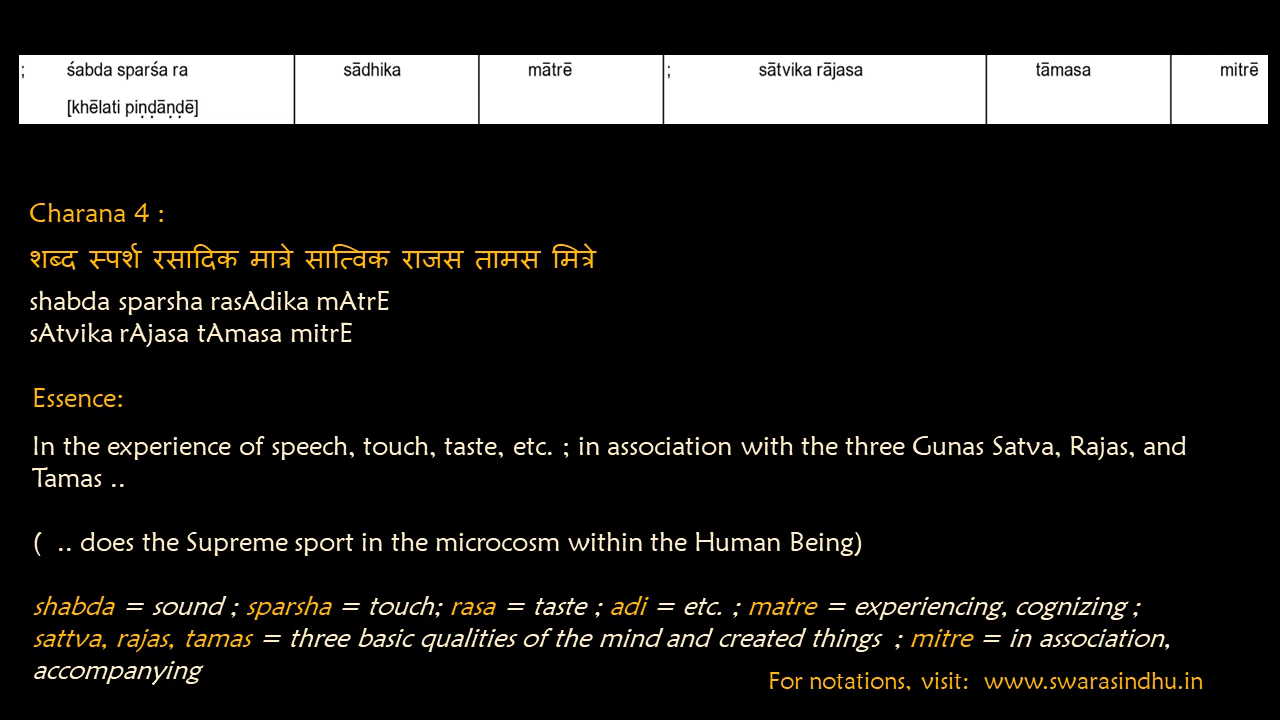 ; śabda sparśa ra sādhika mātrē ; sātvika rājasa tāmasa mitrē
[khēlati piṇḍāṇḍē]
Charana 4 :
शब्द स्पर्श रसादिक मात्रे सात्विक राजस तामस मित्रे
shabda sparsha rasAdika mAtrE
sAtvika rAjasa tAmasa mitrE
Essence:
In the experience of speech, touch, taste, etc. ; in association with the three Gunas Satva, Rajas, and
Tamas ..
( .. does the Supreme sport in the microcosm within the Human Being)
shabda = sound ; sparsha = touch; rasa = taste ; adi = etc. ; matre = experiencing, cognizing ;
sattva, rajas, tamas = three basic qualities of the mind and created things ; mitre = in association,
accompanying
For notations, visit: www.swarasindhu.in